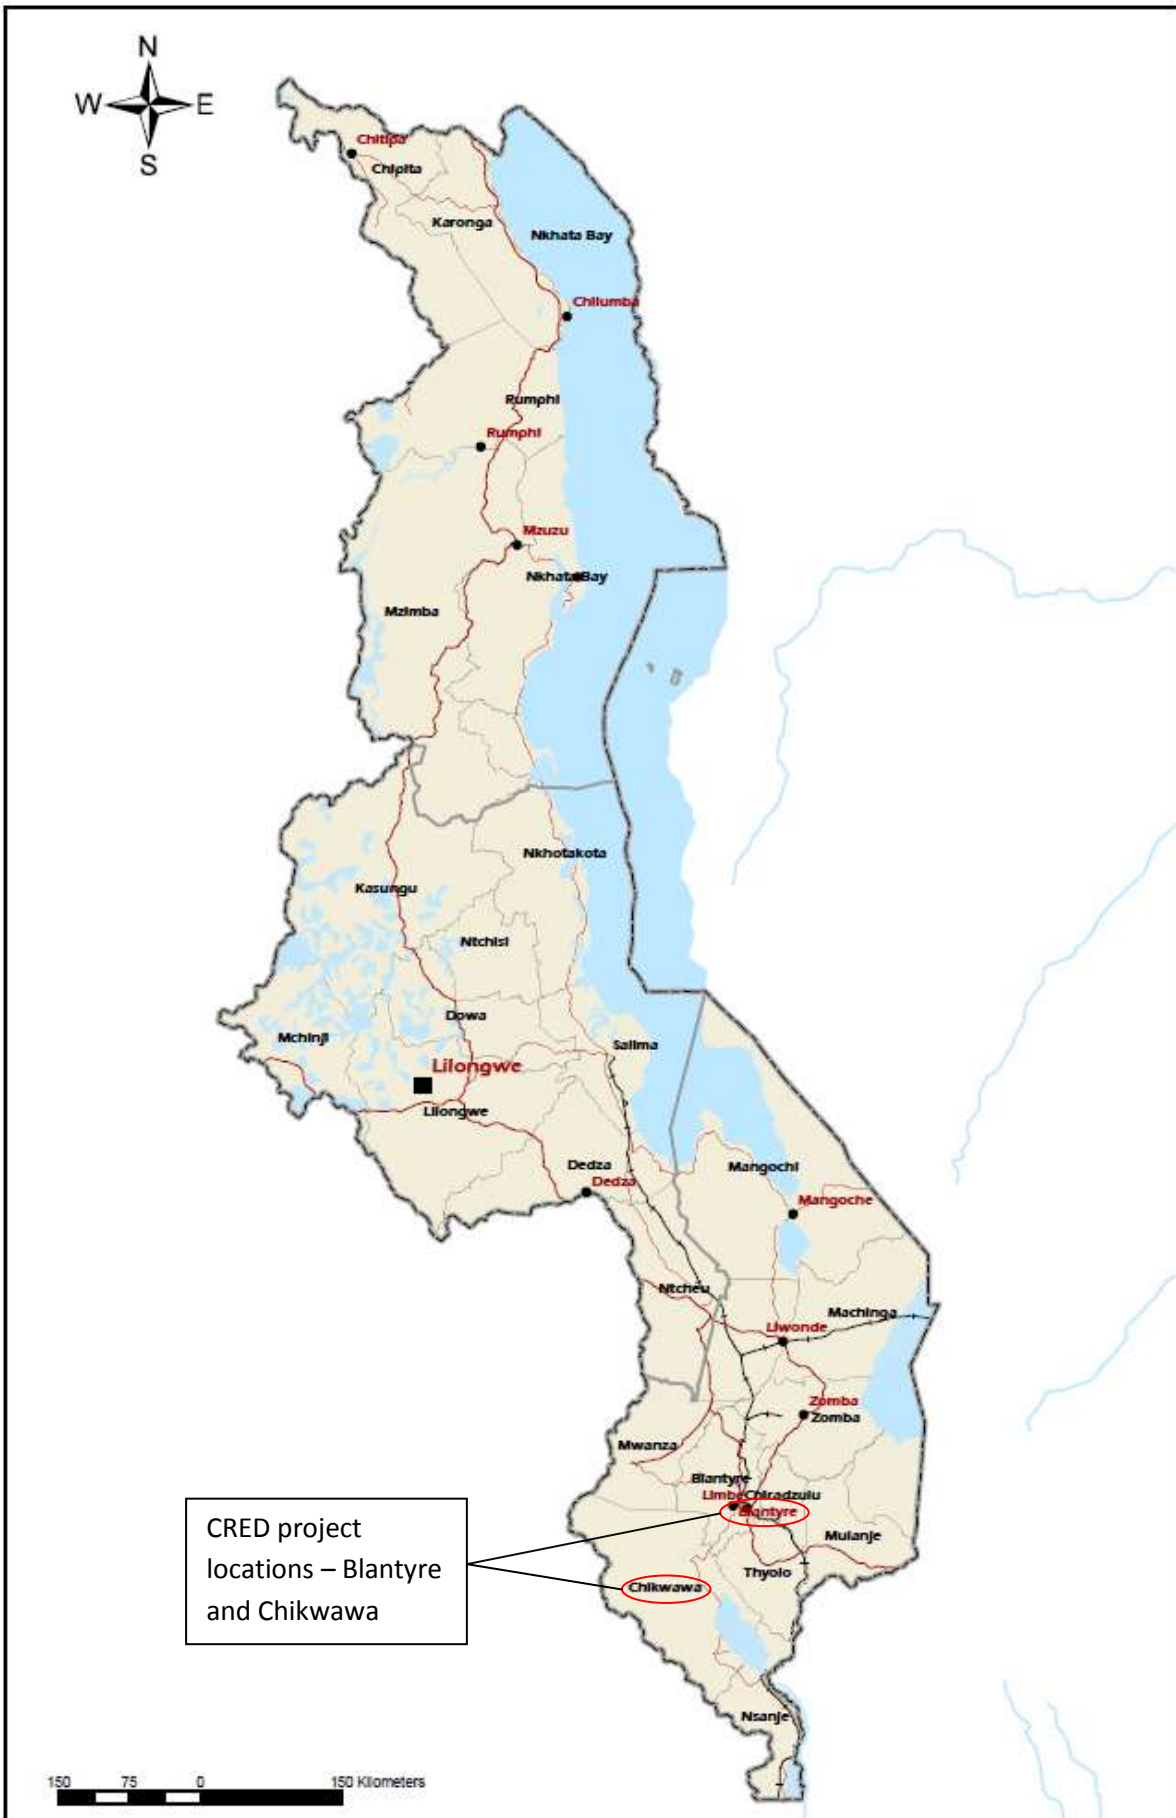 N
W E
S
Chitipa
Chipita
Karonga
Nkhata Bay
Chilumba
Rumphi
Rumphi
Mzuzu
Nkhata Bay
Mzimba
Nkhotakota
Kasungu
Ntchisi
Dowa
Mchinji
Salima
Lilongwe
Lilongwe
Dedza
Dedza
Mangochi
Mangoche
Ntcheu
Machinga
Liwonde
Zomba
Zomba
Mwanza
Blantyre
Limbe Chiradzulu
Blantyre
Mulanje
Thyolo
Chikwawa
CRED project
locations – Blantyre
and Chikwawa
Nsanje
150 75 0 150 Kilometers